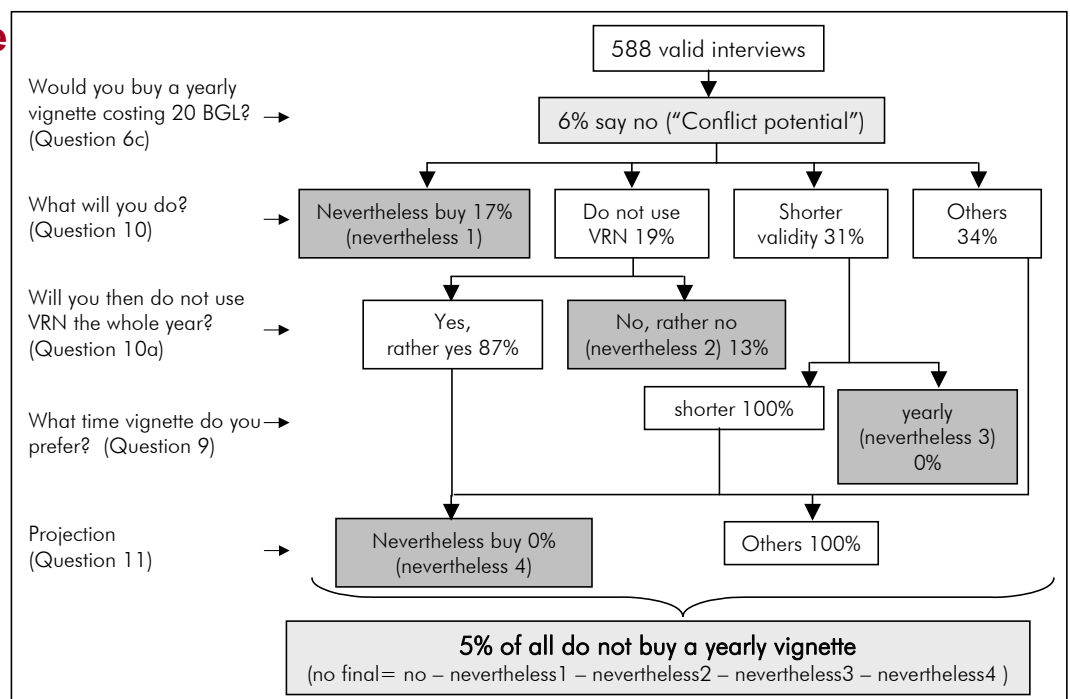 e
588 valid interviews
Would you buy a yearly
vignette costing 20 BGL?
(Question 6c)
6% say no (“Conflict potential”)
What will you do?
(Question 10)
Nevertheless buy 17%
(nevertheless 1)
Do not use
VRN 19%
Shorter
validity 31%
Others
34%
Will you then do not use
VRN the whole year?
(Question 10a)
Yes,
rather yes 87%
No, rather no
(nevertheless 2) 13%
What time vignette do you
prefer? (Question 9)
shorter 100%
yearly
(nevertheless 3)
0%
Projection
(Question 11)
Nevertheless buy 0%
(nevertheless 4)
Others 100%
5% of all do not buy a yearly vignette
(no final= no – nevertheless1 – nevertheless2 – nevertheless3 – nevertheless4 )